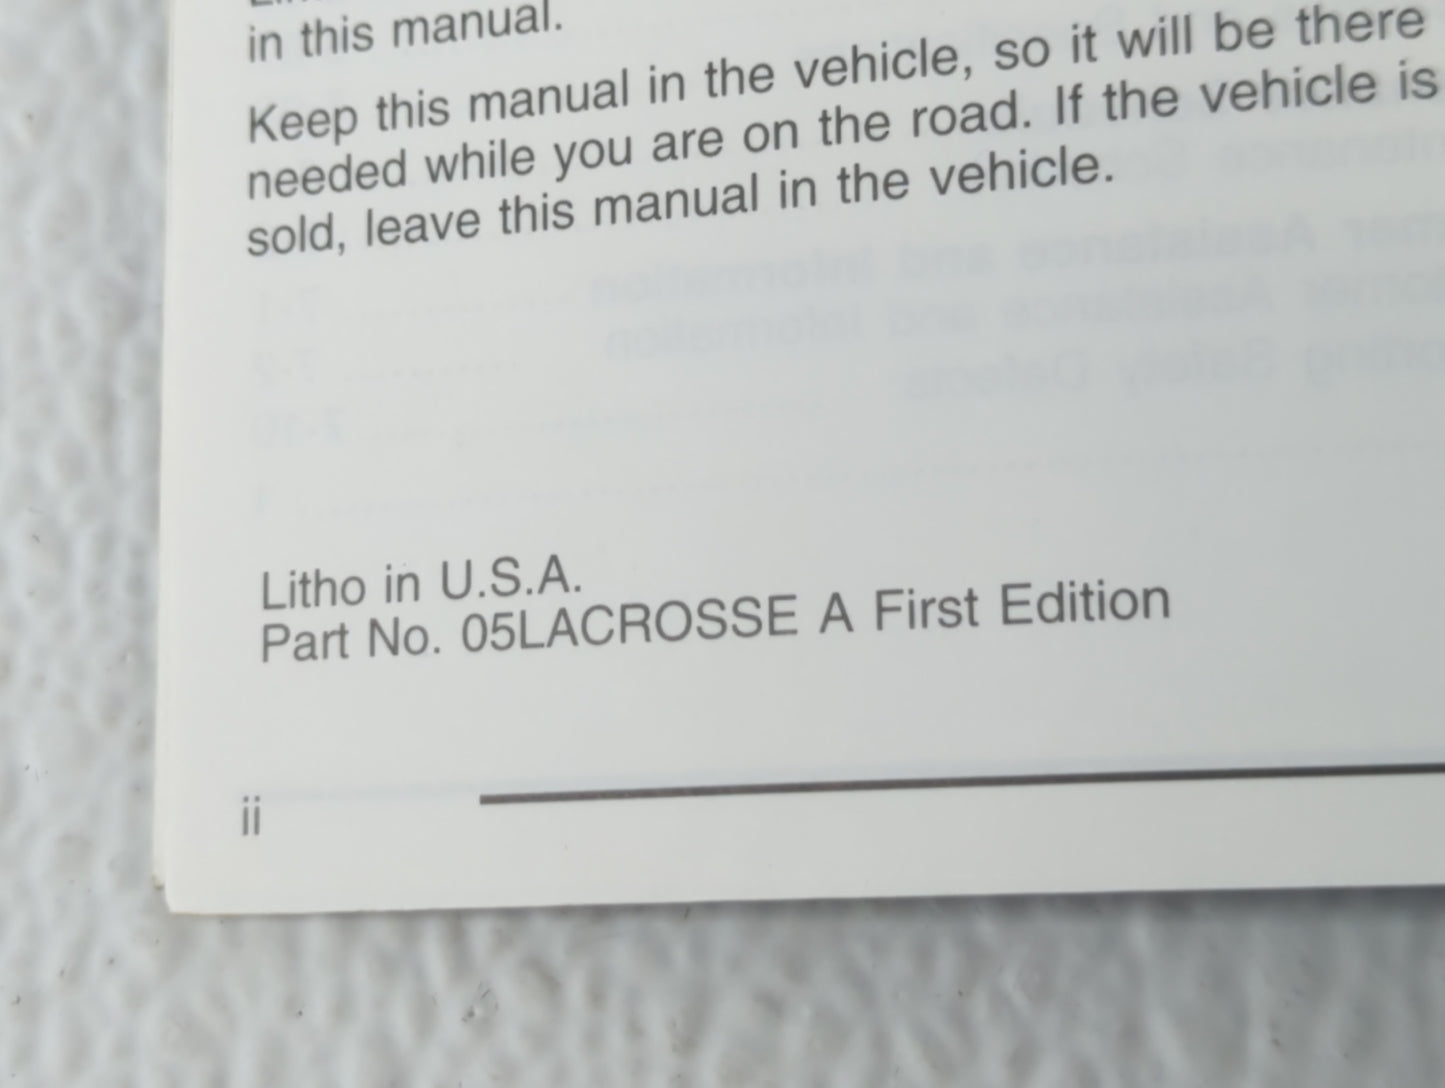 in this manual.
Keep this manual in the vehicle, so it will be there
needed while you are on the road. If the vehicle is
sold, leave this manual in the vehicle.
Litho in U.S.A.
Part No. 05LACROSSE A First Edition
ii